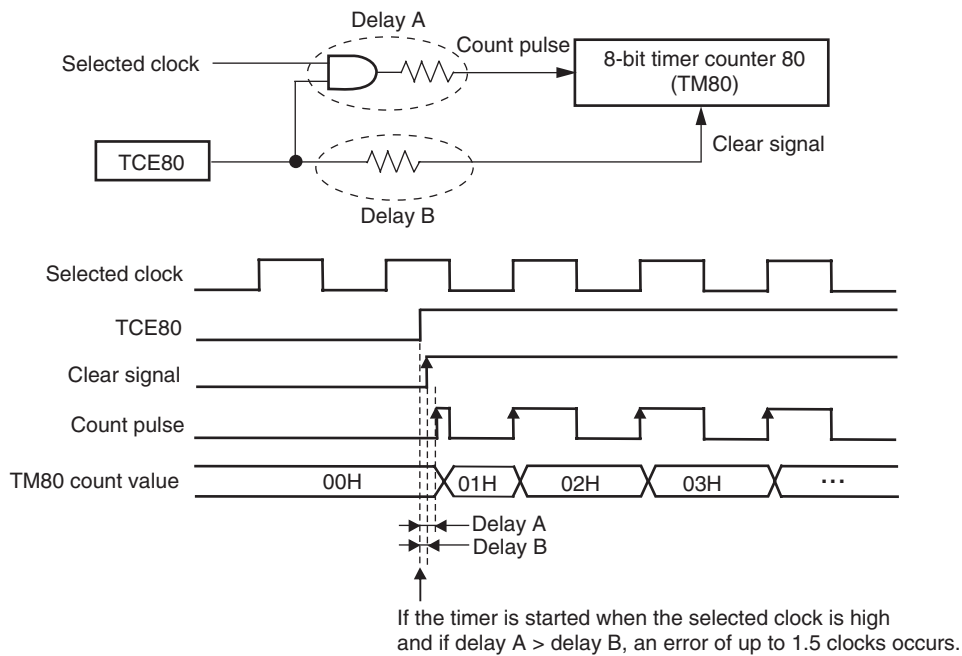 Delay A
Selected clock
Count pulse
8-bit timer counter 80
(TM80)
TCE80
Clear signal
Delay B
Selected clock
TCE80
Clear signal
Count pulse
TM80 count value
00H
01H
02H
03H
...
Delay A
Delay B
If the timer is started when the selected clock is high
and if delay A > delay B, an error of up to 1.5 clocks occurs.